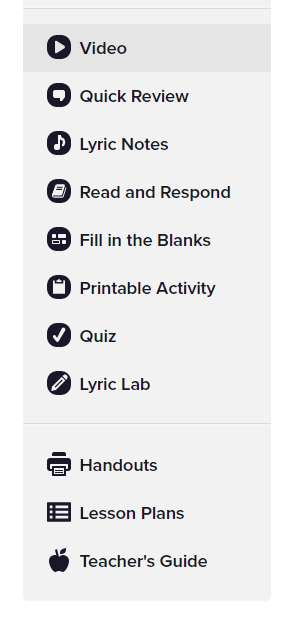 Video
Quick Review
Lyric Notes
Read and Respond
Fill in the Blanks
Printable Activity
Quiz
Lyric Lab
Handouts
Lesson Plans
Teacher's Guide